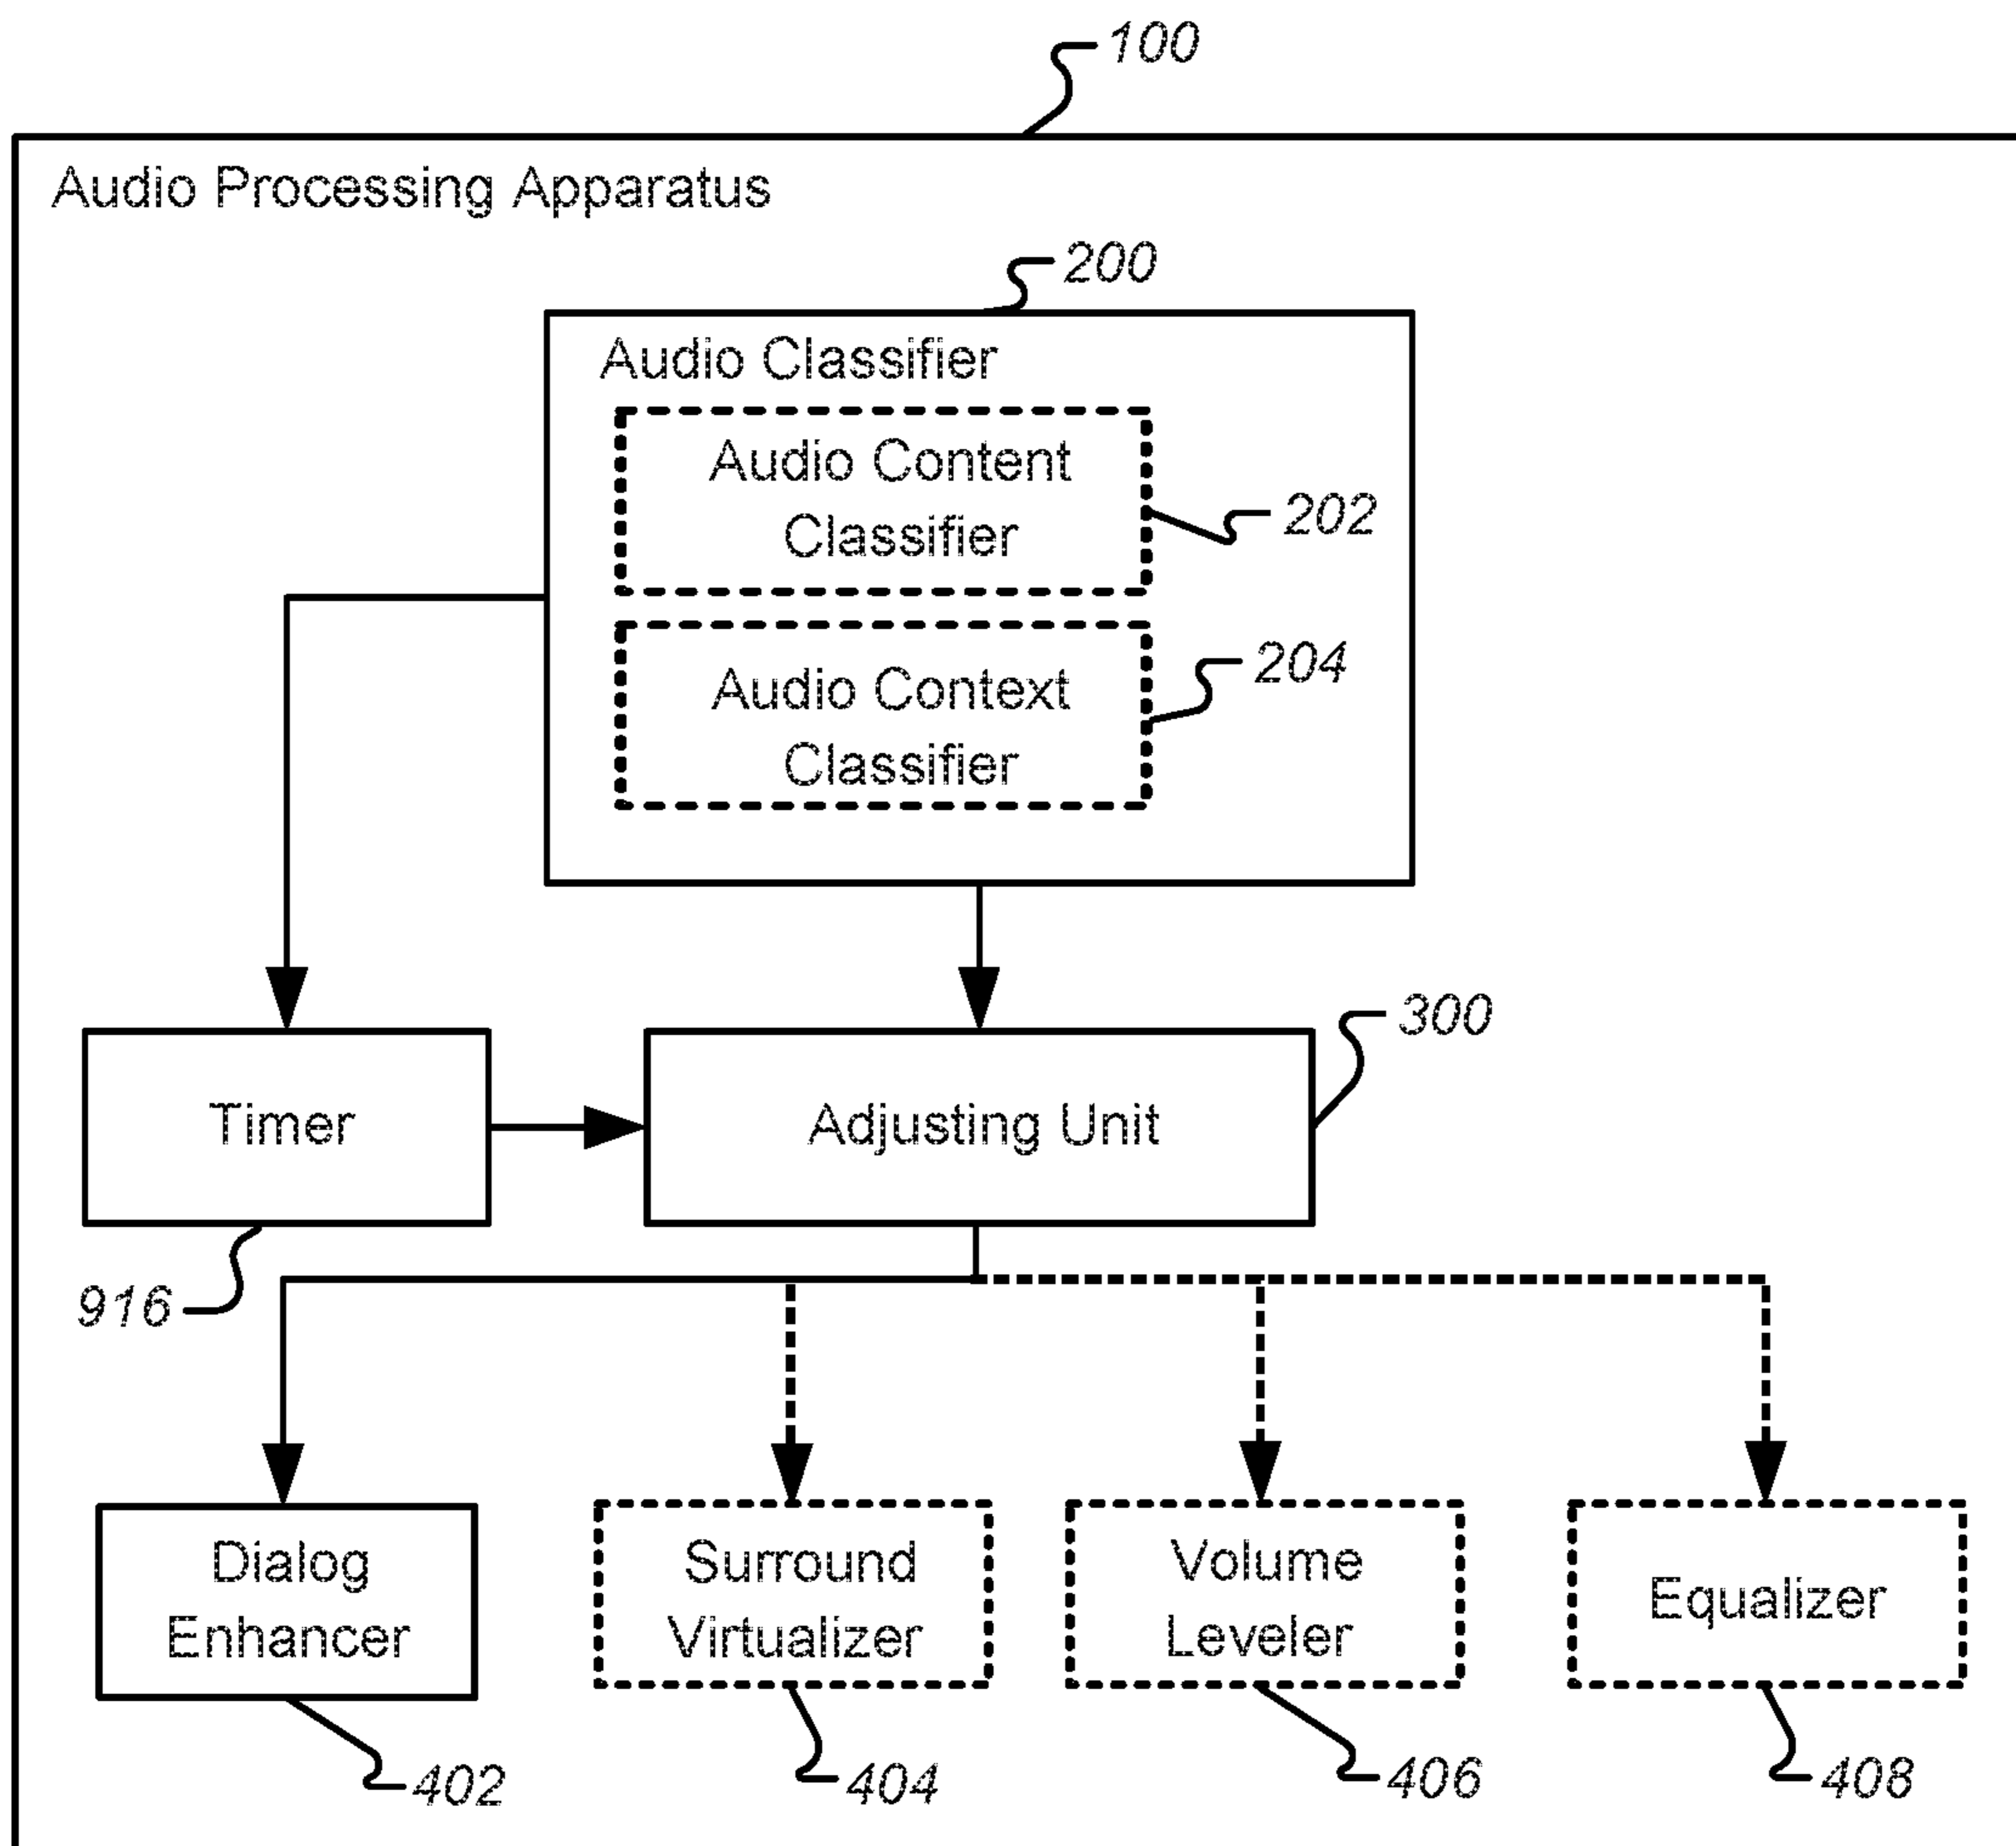 100
Audio Processing Apparatus
200
Audio Classifier
Audio Content
Classifier
202
Audio Context
Classifier
204
Timer
Adjusting Unit
300
916
Dialog
Enhancer
Surround
Virtualizer
Volume
Leveler
Equalizer
402
404
406
408